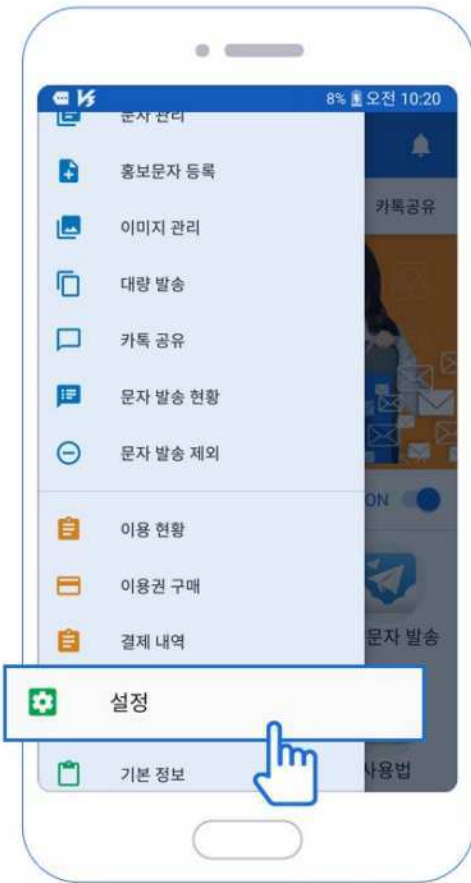 8% 오전 10:20
문자 관리
홍보문자 등록
카톡공유
이미지 관리
대량 발송
카톡 공유
문자 발송 현황
문자 발송 제외
ON
이용 현황
이용권 구매
문자 발송
결제 내역
설정
기본 정보
사용법